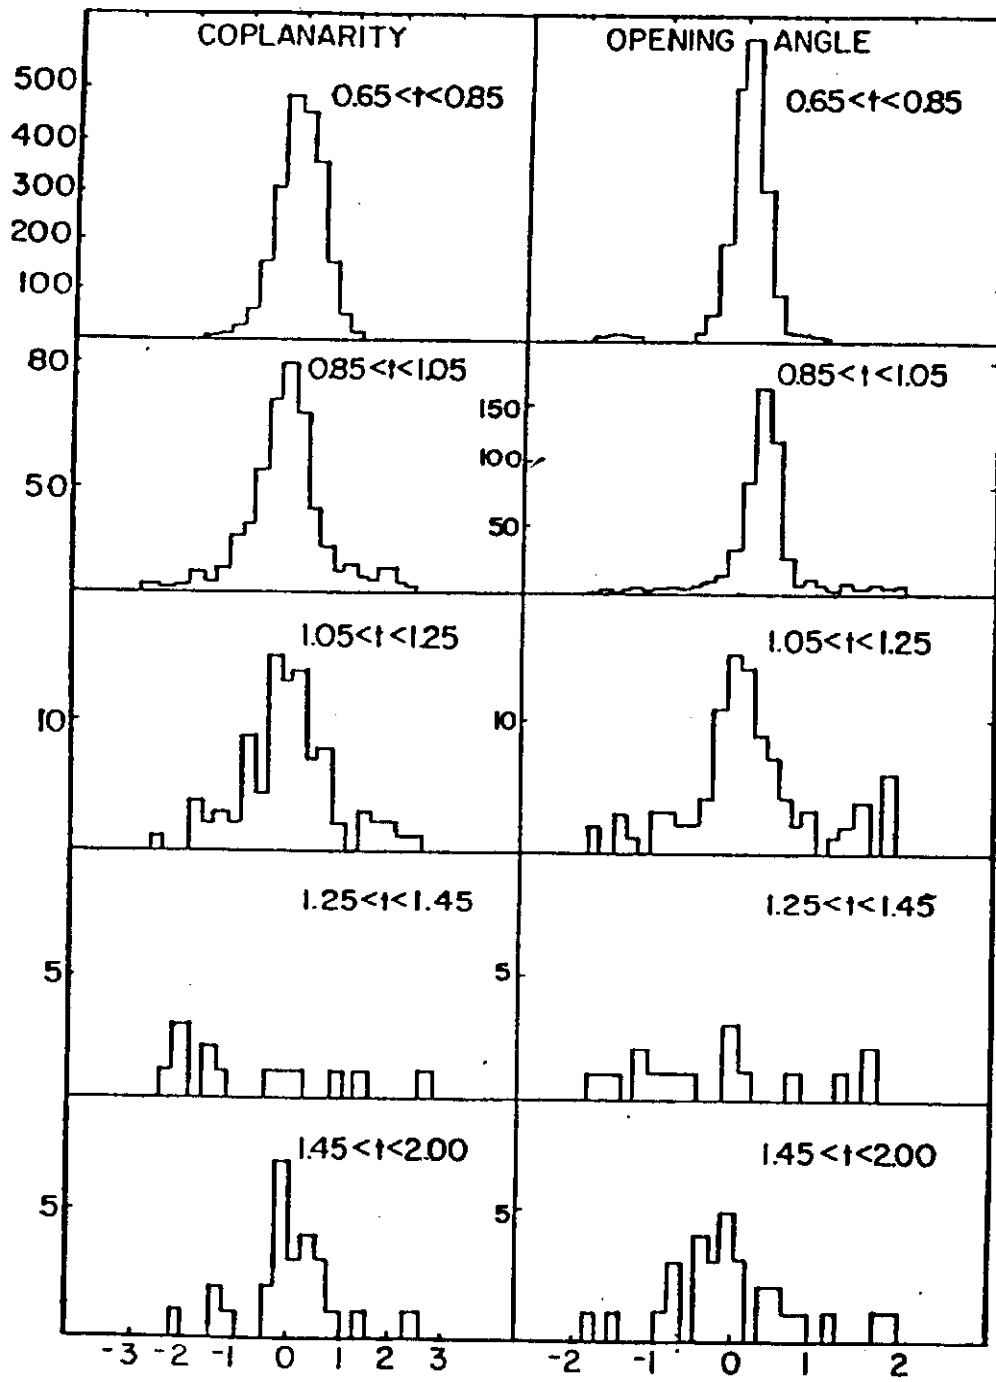 COPLANARITY OPENING ANGLE
0.65<t<0.85 0.65<t<0.85
500
400
300
200
100
0.85<t<1.05 0.85<t<1.05
80
50
150
100
50
1.05<t<1.25 1.05<t<1.25
10 10
1.25<t<1.45 1.25<t<1.45
5 5
1.45<t<2.00 1.45<t<2.00
5 5
-3 -2 -1 0 1 2 3 -2 -1 0 1 2